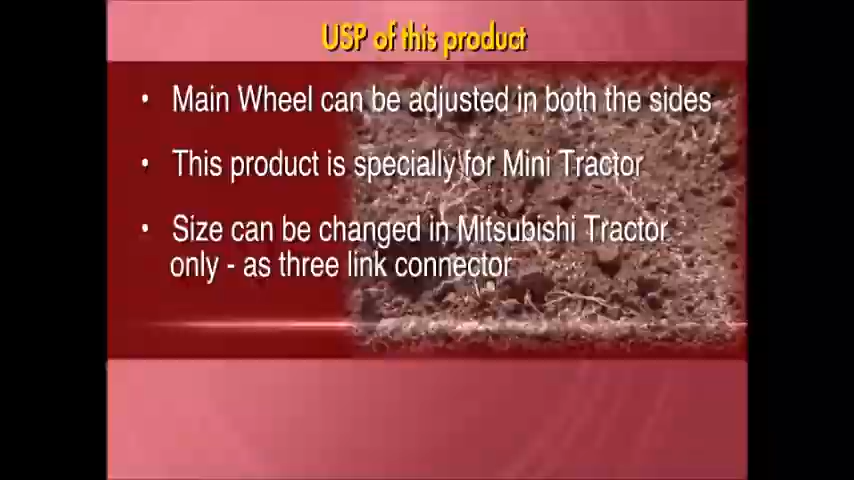 USP of this product
• Main Wheel can be adjusted in both the sides
• This product is specially for Mini Tractor
• Size can be changed in Mitsubishi Tractor
only - as three link connector